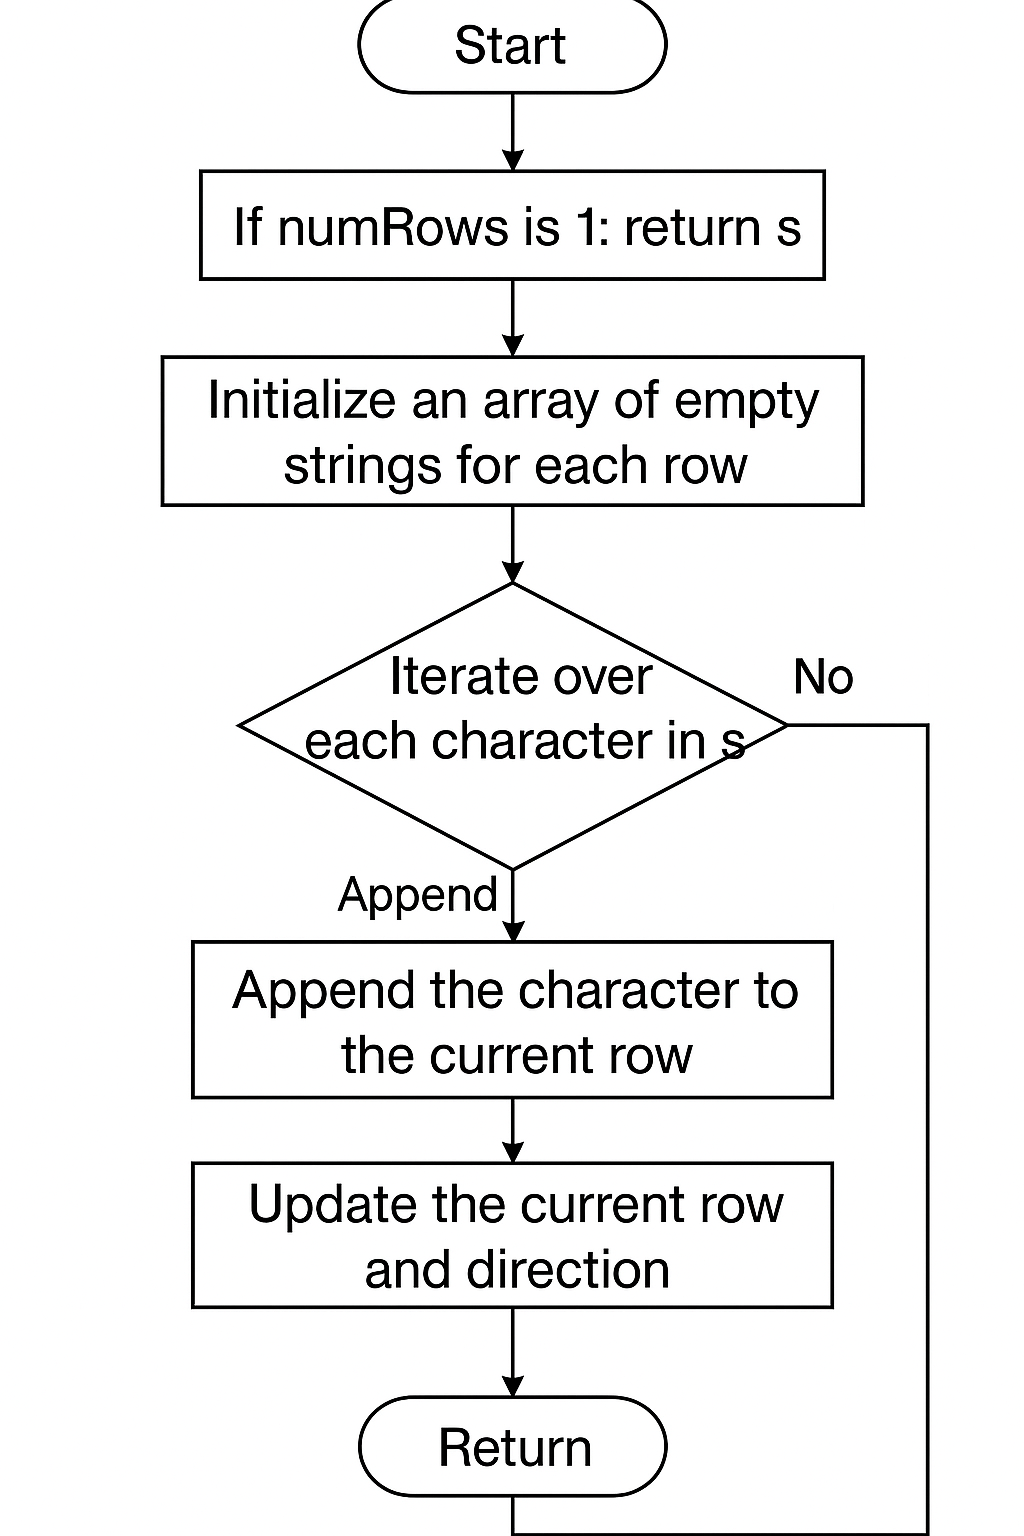 Start
If numRows is 1: return s
Initialize an array of empty
strings for each row
Iterate over
each character in s
No
Append
Append the character to
the current row
Update the current row
and direction
Return